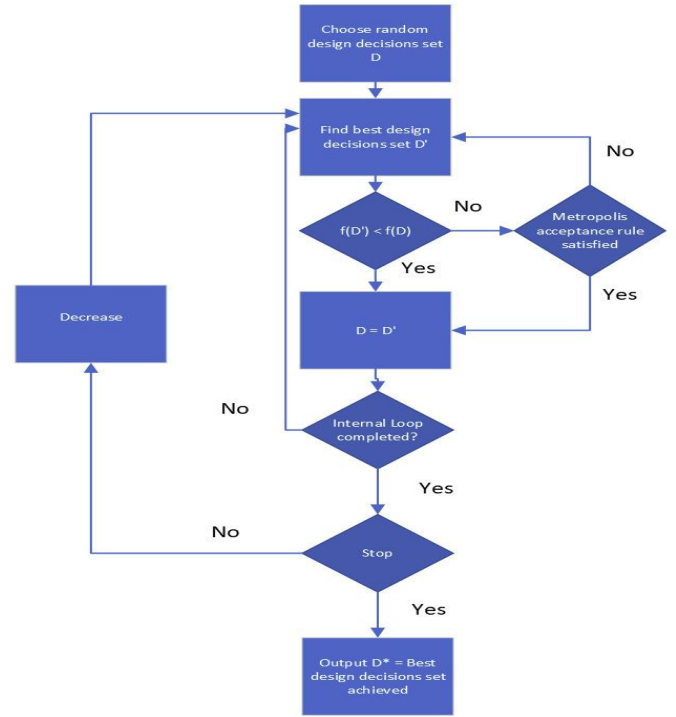 Choose random
design decisions set
D
Find best design
decisions set D'
No
f(D') < f(D)
No
Metropolis
acceptance rule
satisfied
Yes
Yes
Decrease
D = D'
No
Internal Loop
completed?
Yes
No
Stop
Yes
Output D* = Best
design decisions set
achieved